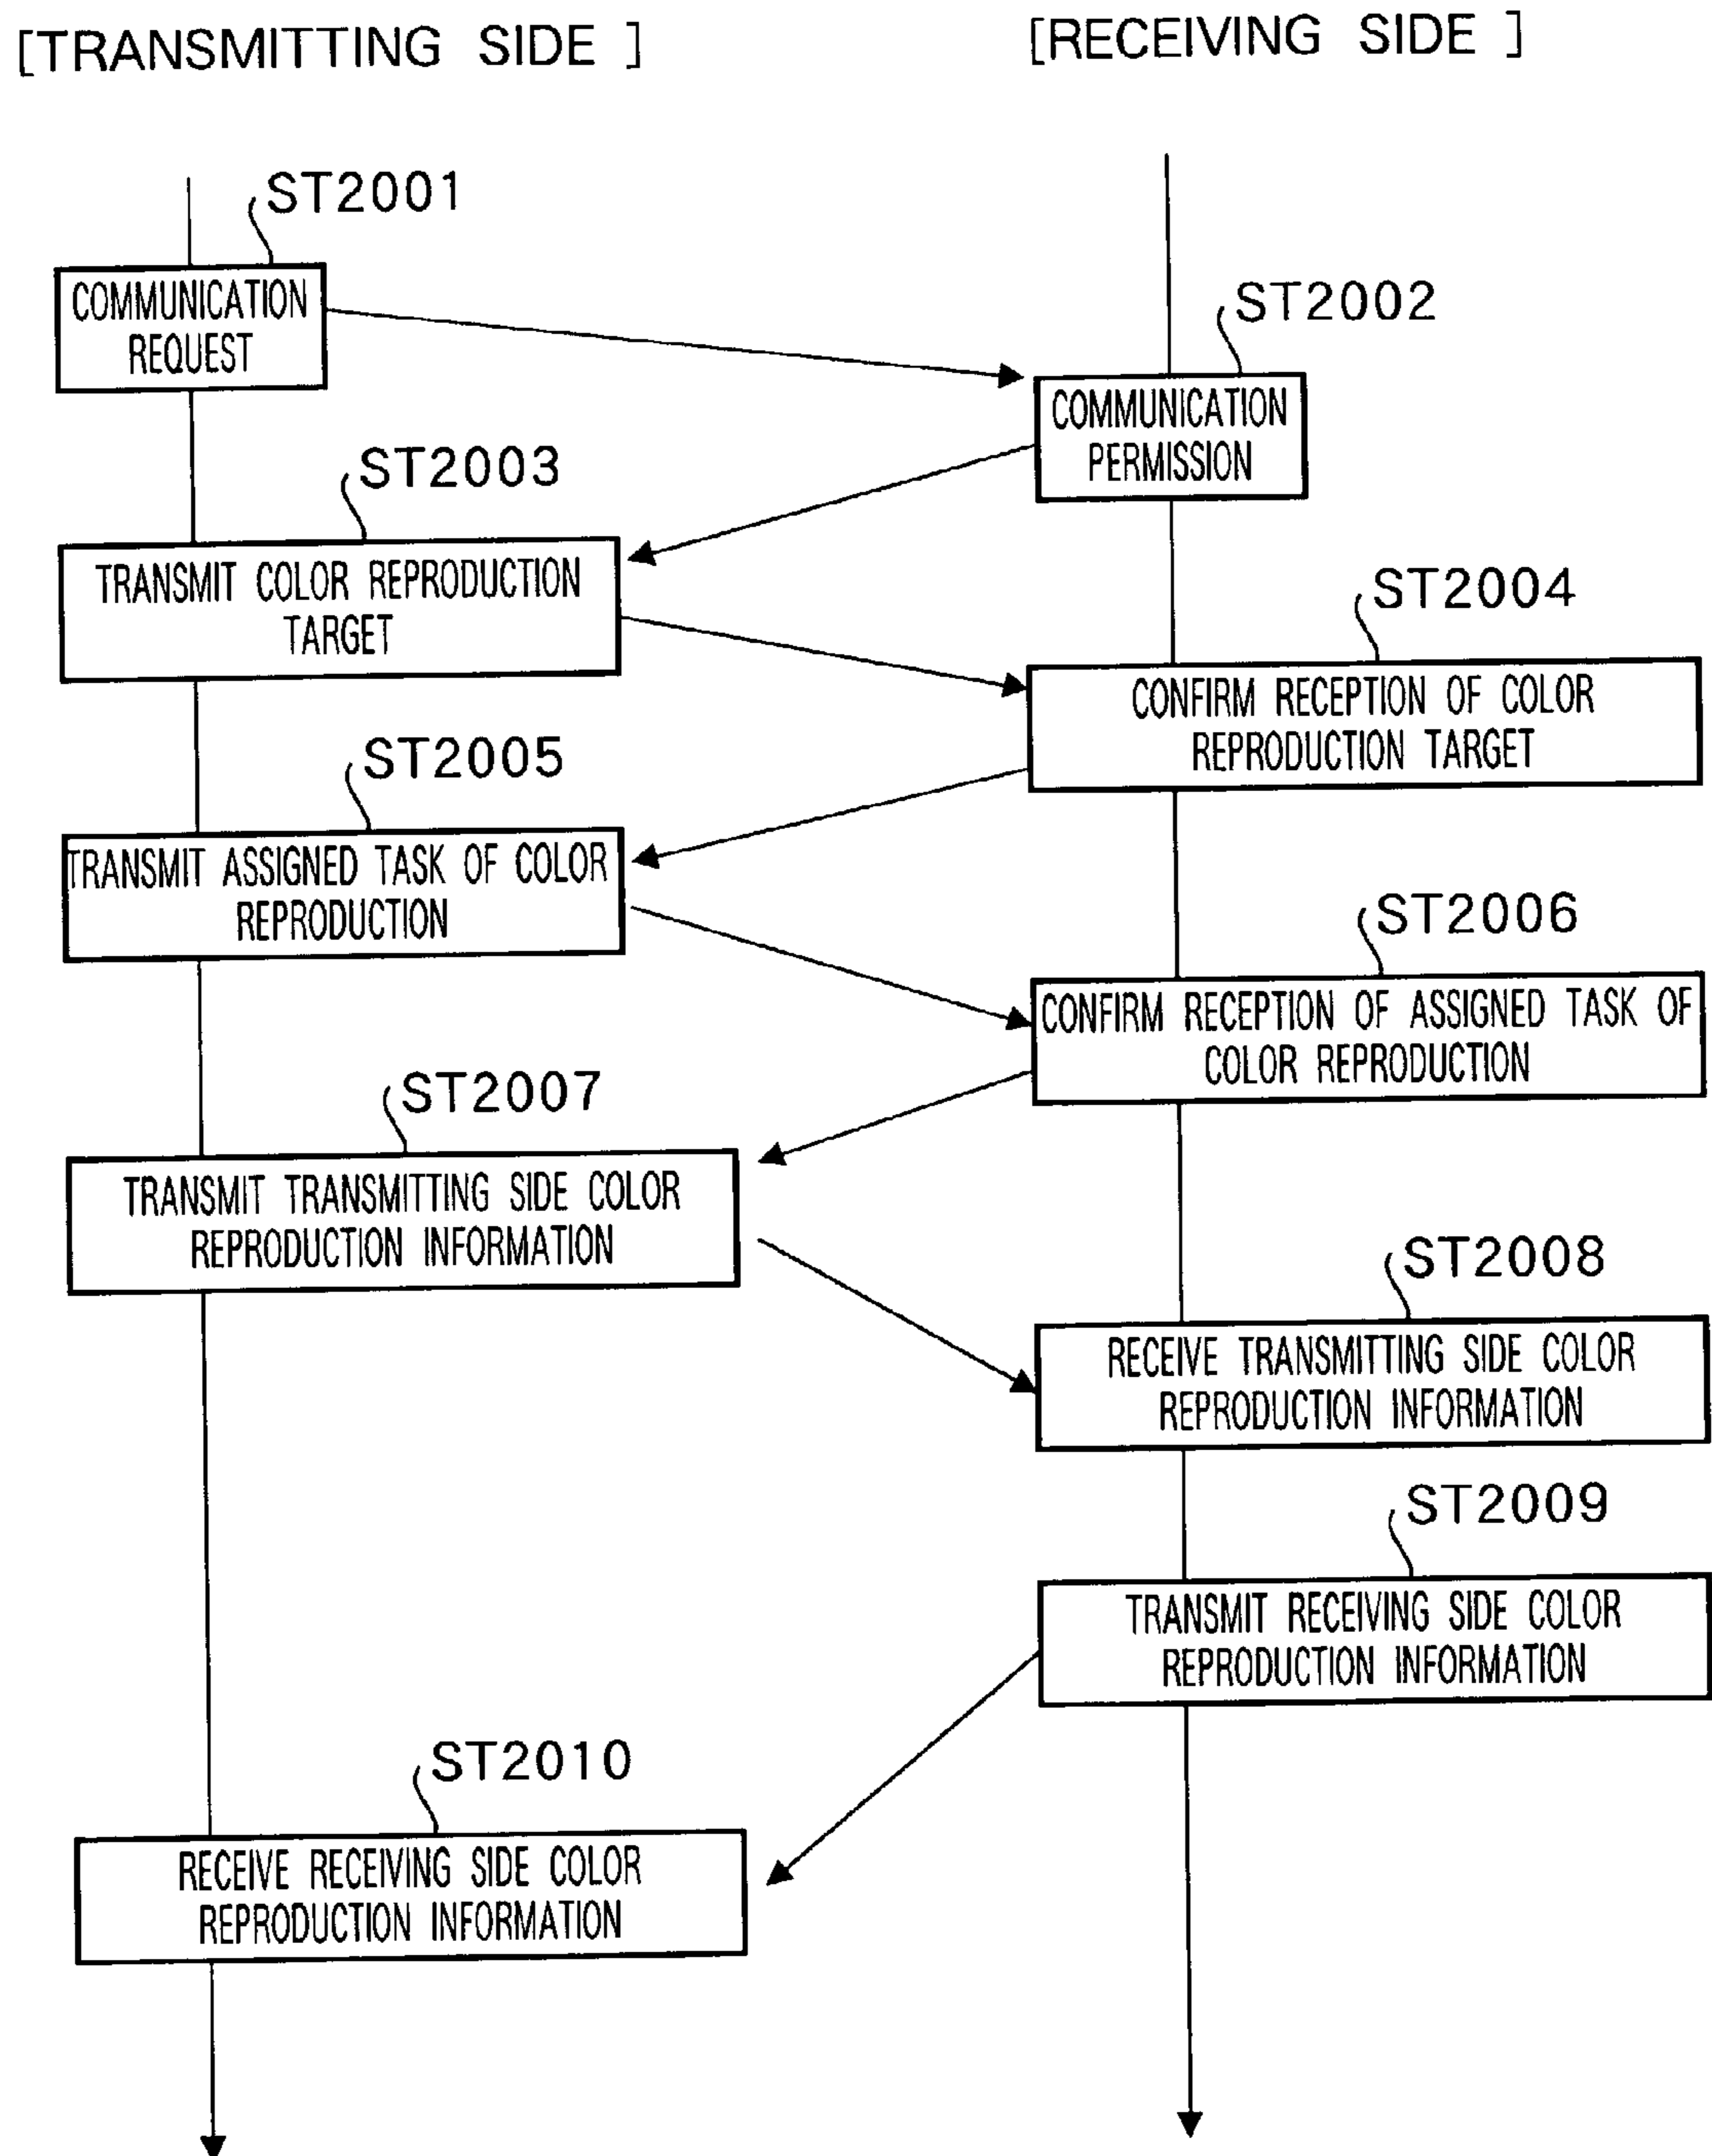 [TRANSMITTING SIDE ]
[RECEIVING SIDE ]
ST2001
COMMUNICATION
REQUEST
ST2002
COMMUNICATION
PERMISSION
ST2003
TRANSMIT COLOR REPRODUCTION
TARGET
ST2004
CONFIRM RECEPTION OF COLOR
REPRODUCTION TARGET
ST2005
TRANSMIT ASSIGNED TASK OF COLOR
REPRODUCTION
ST2006
CONFIRM RECEPTION OF ASSIGNED TASK OF
COLOR REPRODUCTION
ST2007
TRANSMIT TRANSMITTING SIDE COLOR
REPRODUCTION INFORMATION
ST2008
RECEIVE TRANSMITTING SIDE COLOR
REPRODUCTION INFORMATION
ST2009
TRANSMIT RECEIVING SIDE COLOR
REPRODUCTION INFORMATION
ST2010
RECEIVE RECEIVING SIDE COLOR
REPRODUCTION INFORMATION